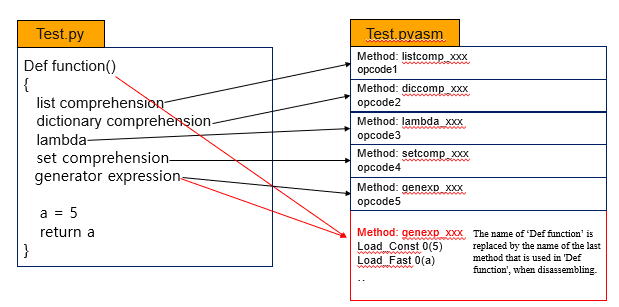 Test.py
Def function()
{
list comprehension
dictionary comprehension
lambda
set comprehension
generator expression
a = 5
return a
}
Test.pyasm
Method: listcomp_xxx
opcode1
Method: diccomp_xxx
opcode2
Method: lambda_xxx
opcode3
Method: setcomp_xxx
opcode4
Method: genexp_xxx
opcode5
Method: genexp_xxx
Load_Const 0(5)
Load_Fast 0(a)
..
The name of ‘Def function’ is
replaced by the name of the last
method that is used in 'Def
function', when disassembling.